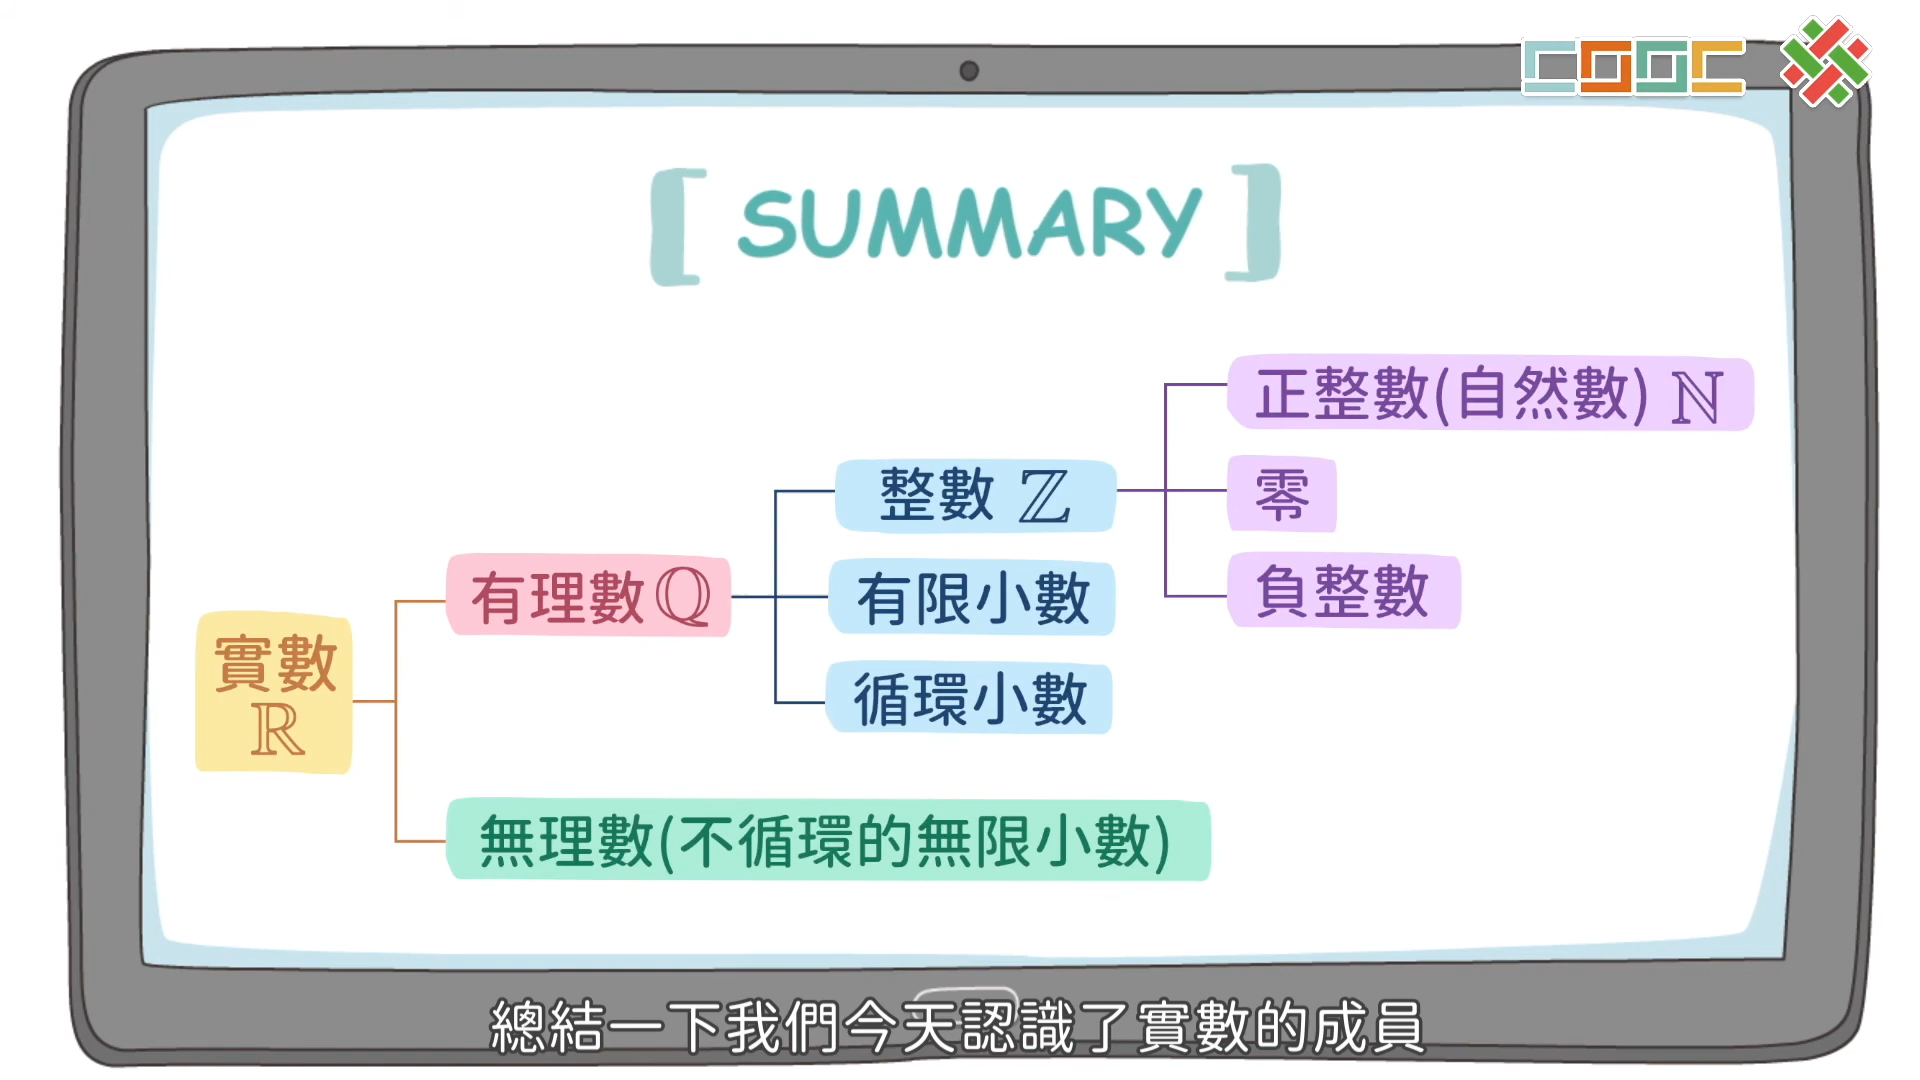 COOC
[ SUMMARY ]
正整數(自然數) ℕ
整數 ℤ
零
有理數ℚ
有限小數
負整數
實數
ℝ
循環小數
無理數(不循環的無限小數)
總結一下我們今天認識了實數的成員